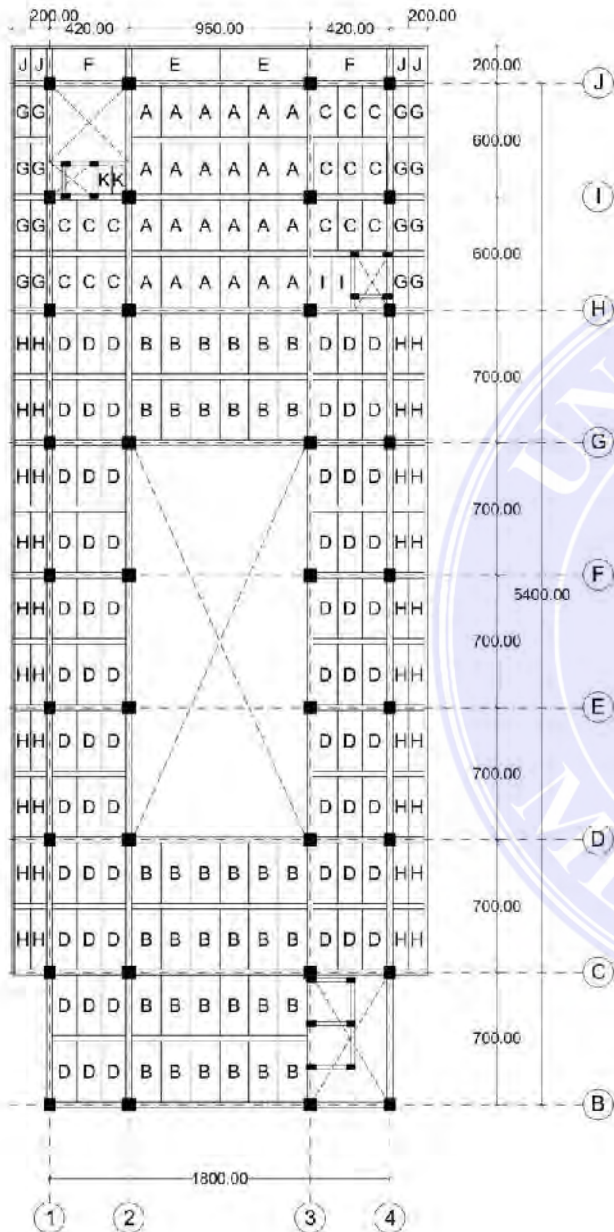 200.00 200.00
420.00 960.00 420.00
J J F E E F J J 200.00 J
G G A A A A A A C C C G G
600.00
G G K K A A A A A A C C C G G I
G G C C C A A A A A A C C C G G
600.00
G G C C C A A A A A A I I G G H
H H D D D B B B B B B D D D H H
700.00
H H D D D B B B B B B D D D H H G
H H D D D D D D H H
700.00
H H D D D D D D H H F
5400.00
H H D D D D D D H H
700.00
H H D D D D D D H H E
H H D D D D D D H H
700.00
H H D D D D D D H H D
H H D D D B B B B B B D D D H H
700.00
H H D D D B B B B B B D D D H H C
D D D B B B B B B
700.00
D D D B B B B B B B
1800.00
1 2 3 4
UN